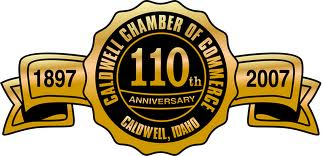 CALDWELL CHAMBER OF COMMERCE
1897
110th
2007
ANNIVERSARY
CALDWELL, IDAHO